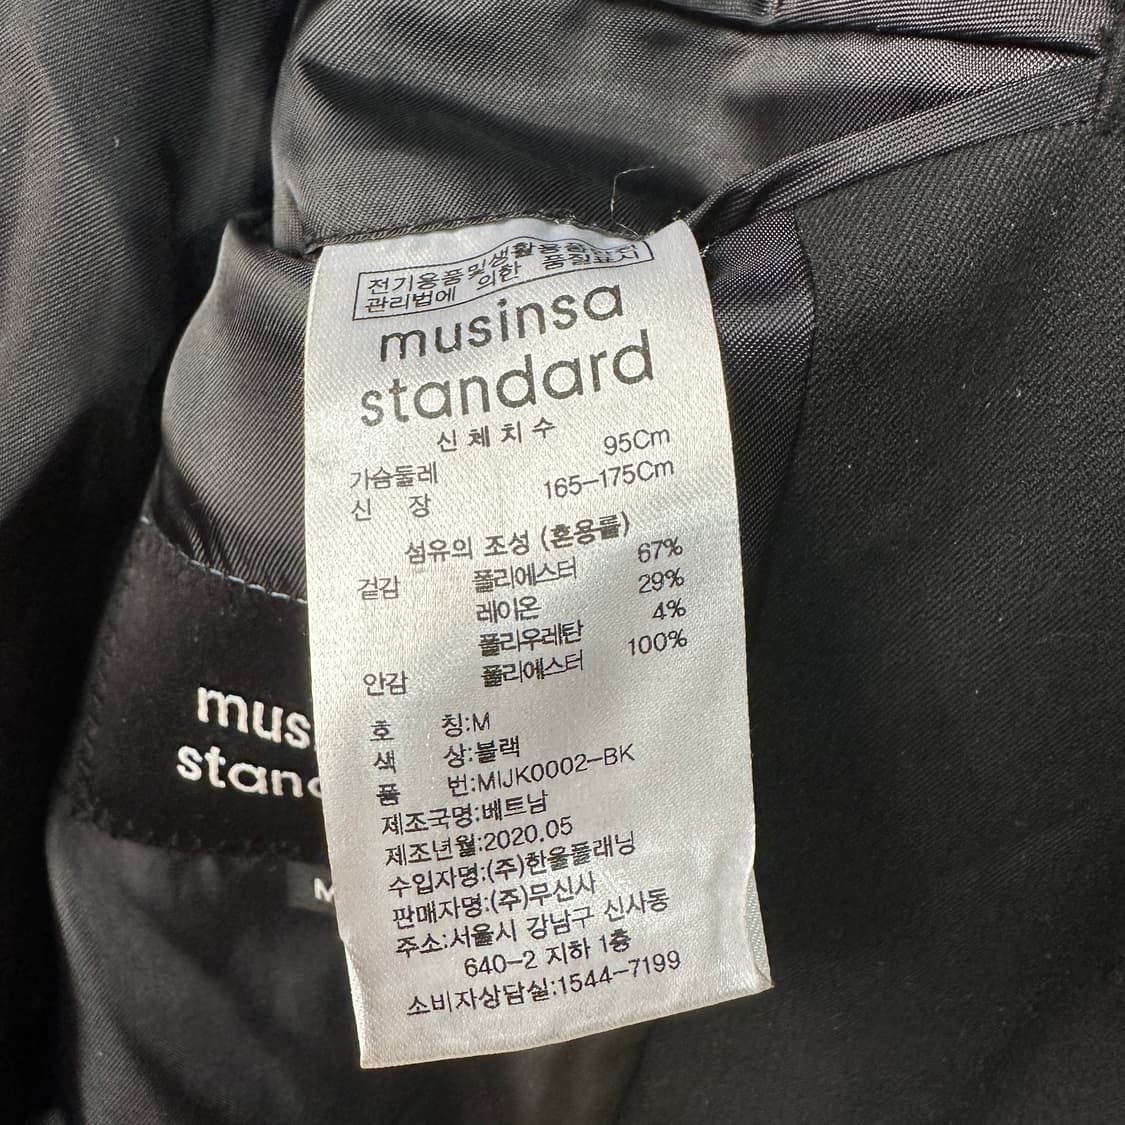 전기용품및생활용품안전
관리법에 의한 품질표시
musinsa
standard
신체치수
가슴둘레 95Cm
신 장 165-175Cm
섬유의 조성 (혼용률)
겉감 폴리에스터 67%
레이온 29%
폴리우레탄 4%
안감 폴리에스터 100%
호 칭:M
색 상:블랙
품 번:MIJK0002-BK
제조국명:베트남
제조년월:2020.05
수입자명:(주)한울플래닝
판매자명:(주)무신사
주소:서울시 강남구 신사동
640-2 지하 1층
소비자상담실:1544-7199
mus
stand
M